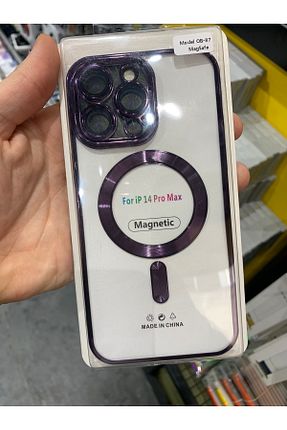 Model OB-87
MagSafe
For iP 14 Pro Max
Magnetic
MADE IN CHINA